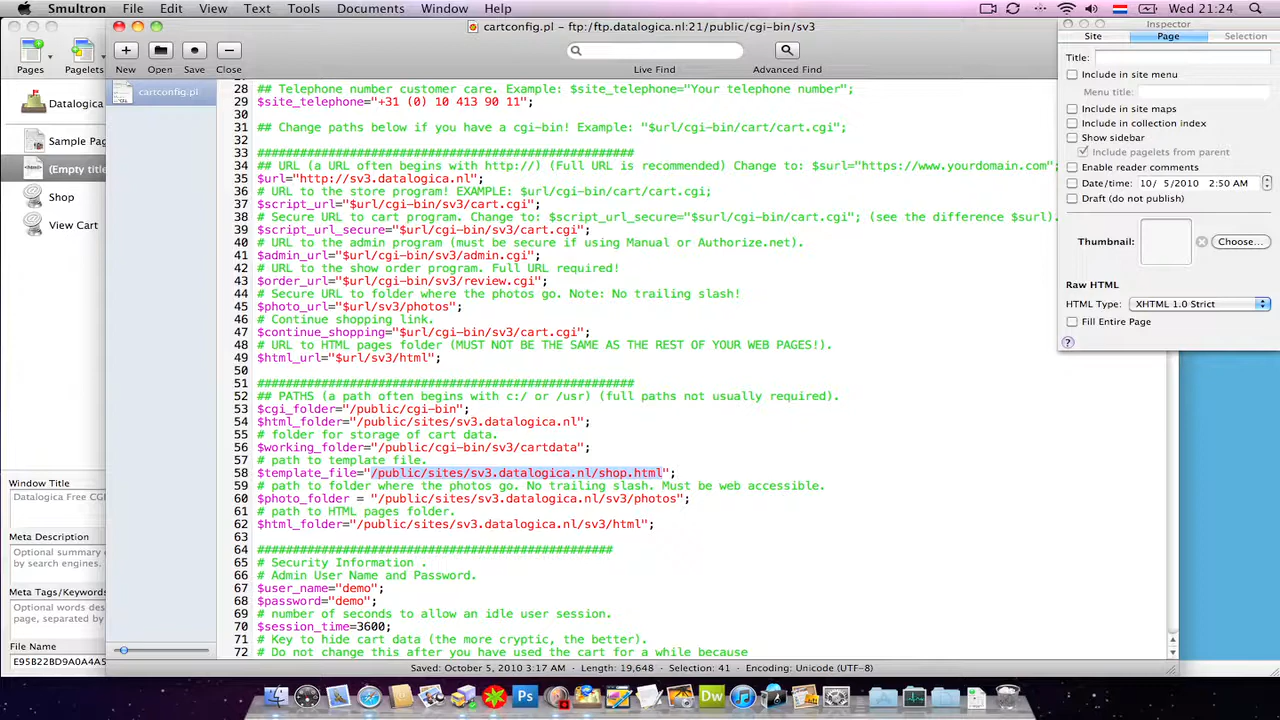 Smultron File Edit View Text Tools Documents Window Help
Wed 21:24
cartconfig.pl – ftp://ftp.datalogica.nl:21/public/cgi-bin/sv3
Pages Pagelets
New Open Save Close
Live Find
Advanced Find
cartconfig.pl
Datalogica
Sample Pag
(Empty title
Shop
View Cart
Window Title
Datalogica Free CG
Meta Description
Optional summary
by search engines.
Meta Tags/Keywords
Optional words des
page, separated by
File Name
E95B22BD9A0A4A5
28 ## Telephone number customer care. Example: $site_telephone="Your telephone number";
29 $site_telephone="+31 (0) 10 413 90 11";
30
31 ## Change paths below if you have a cgi-bin! Example: "$url/cgi-bin/cart/cart.cgi";
32
33 ####################################################
34 ## URL (a URL often begins with http://) (Full URL is recommended) Change to: $surl="https://www.yourdomain.com";
35 $url="http://sv3.datalogica.nl";
36 # URL to the store program! EXAMPLE: $url/cgi-bin/cart/cart.cgi;
37 $script_url="$url/cgi-bin/sv3/cart.cgi";
38 # Secure URL to cart program. Change to: $script_url_secure="$surl/cgi-bin/cart/cart.cgi"; (see the difference $surl).
39 $script_url_secure="$url/cgi-bin/sv3/cart.cgi";
40 # URL to the admin program (must be secure if using Manual or Authorize.net).
41 $admin_url="$url/cgi-bin/sv3/admin.cgi";
42 # URL to the show order program. Full URL required!
43 $order_url="$url/cgi-bin/sv3/review.cgi";
44 # Secure URL to folder where the photos go. Note: No trailing slash!
45 $photo_url="$url/sv3/photos";
46 # Continue shopping link.
47 $continue_shopping="$url/cgi-bin/sv3/cart.cgi";
48 # URL to HTML pages folder (MUST NOT BE THE SAME AS THE REST OF YOUR WEB PAGES!).
49 $html_url="$url/sv3/html";
50
51 ####################################################
52 ## PATHS (a path often begins with c:/ or /usr) (full paths not usually required).
53 $cgi_folder="/public/cgi-bin";
54 $html_folder="/public/sites/sv3.datalogica.nl";
55 # folder for storage of cart data.
56 $working_folder="/public/cgi-bin/sv3/cartdata";
57 # path to template file.
58 $template_file="/public/sites/sv3.datalogica.nl/shop.html";
59 # path to folder where the photos go. No trailing slash. Must be web accessible.
60 $photo_folder = "/public/sites/sv3.datalogica.nl/sv3/photos";
61 # path to HTML pages folder.
62 $html_folder="/public/sites/sv3.datalogica.nl/sv3/html";
63
64 #################################################
65 # Security Information .
66 # Admin User Name and Password.
67 $user_name="demo";
68 $password="demo";
69 # number of seconds to allow an idle user session.
70 $session_time=3600;
71 # Key to hide cart data (the more cryptic, the better).
72 # Do not change this after you have used the cart for a while because
Saved: October 5, 2010 3:17 AM • Length: 19,648 • Selection: 41 • Encoding: Unicode (UTF-8)
Inspector
Site Page Selection
Title:
Include in site menu
Menu title:
Include in site maps
Include in collection index
Show sidebar
Include pagelets from parent
Enable reader comments
Date/time: 10/ 5/2010 2:50 AM
Draft (do not publish)
Thumbnail: Choose...
Raw HTML
HTML Type: XHTML 1.0 Strict
Fill Entire Page
?
Ps
Dw